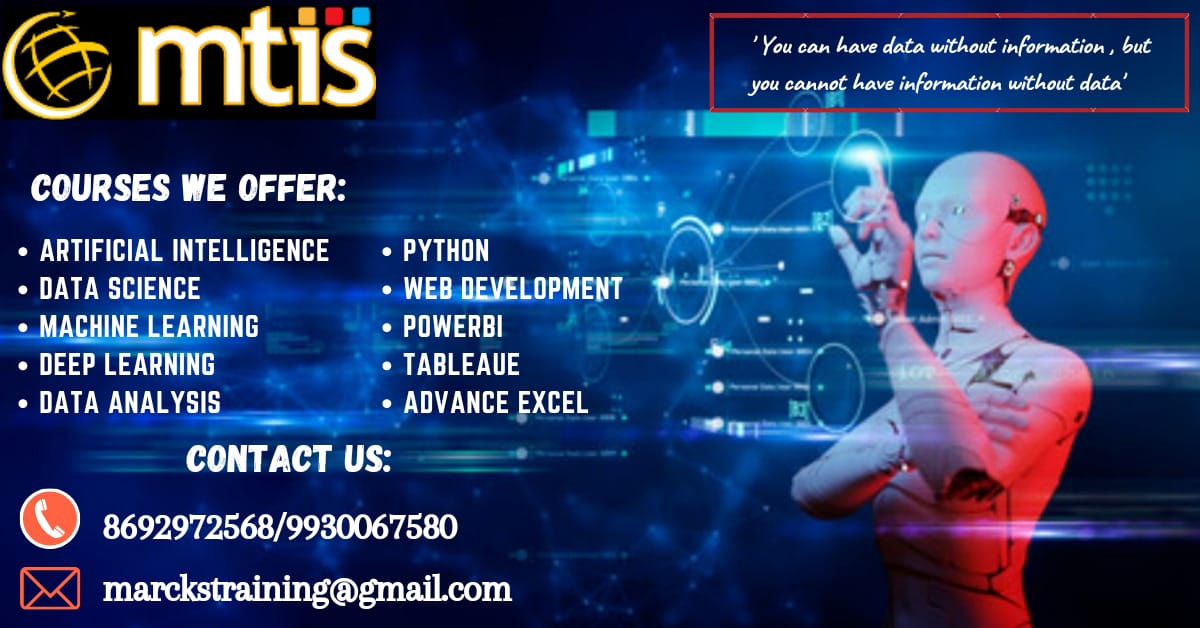 mtis
' You can have data without information , but
you cannot have information without data'
COURSES WE OFFER:
• ARTIFICIAL INTELLIGENCE
• DATA SCIENCE
• MACHINE LEARNING
• DEEP LEARNING
• DATA ANALYSIS
• PYTHON
• WEB DEVELOPMENT
• POWERBI
• TABLEAUE
• ADVANCE EXCEL
CONTACT US:
8692972568/9930067580
marckstraining@gmail.com